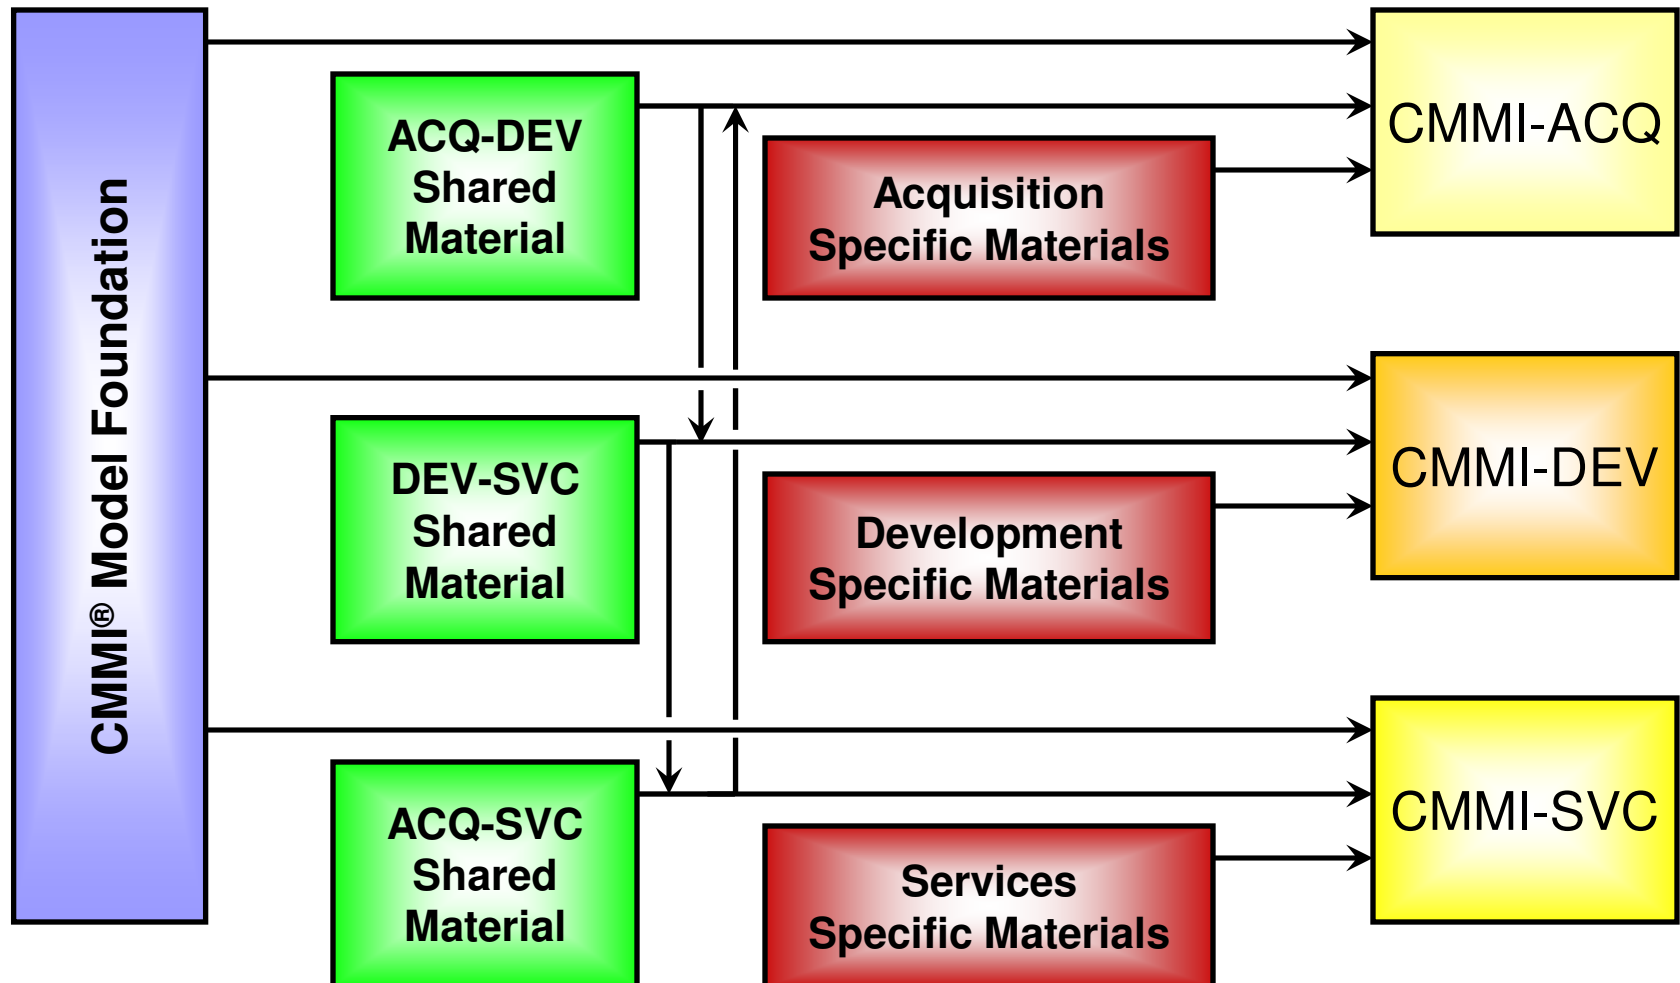 CMMI® Model Foundation
ACQ-DEV
Shared
Material
Acquisition
Specific Materials
CMMI-ACQ
DEV-SVC
Shared
Material
Development
Specific Materials
CMMI-DEV
ACQ-SVC
Shared
Material
Services
Specific Materials
CMMI-SVC